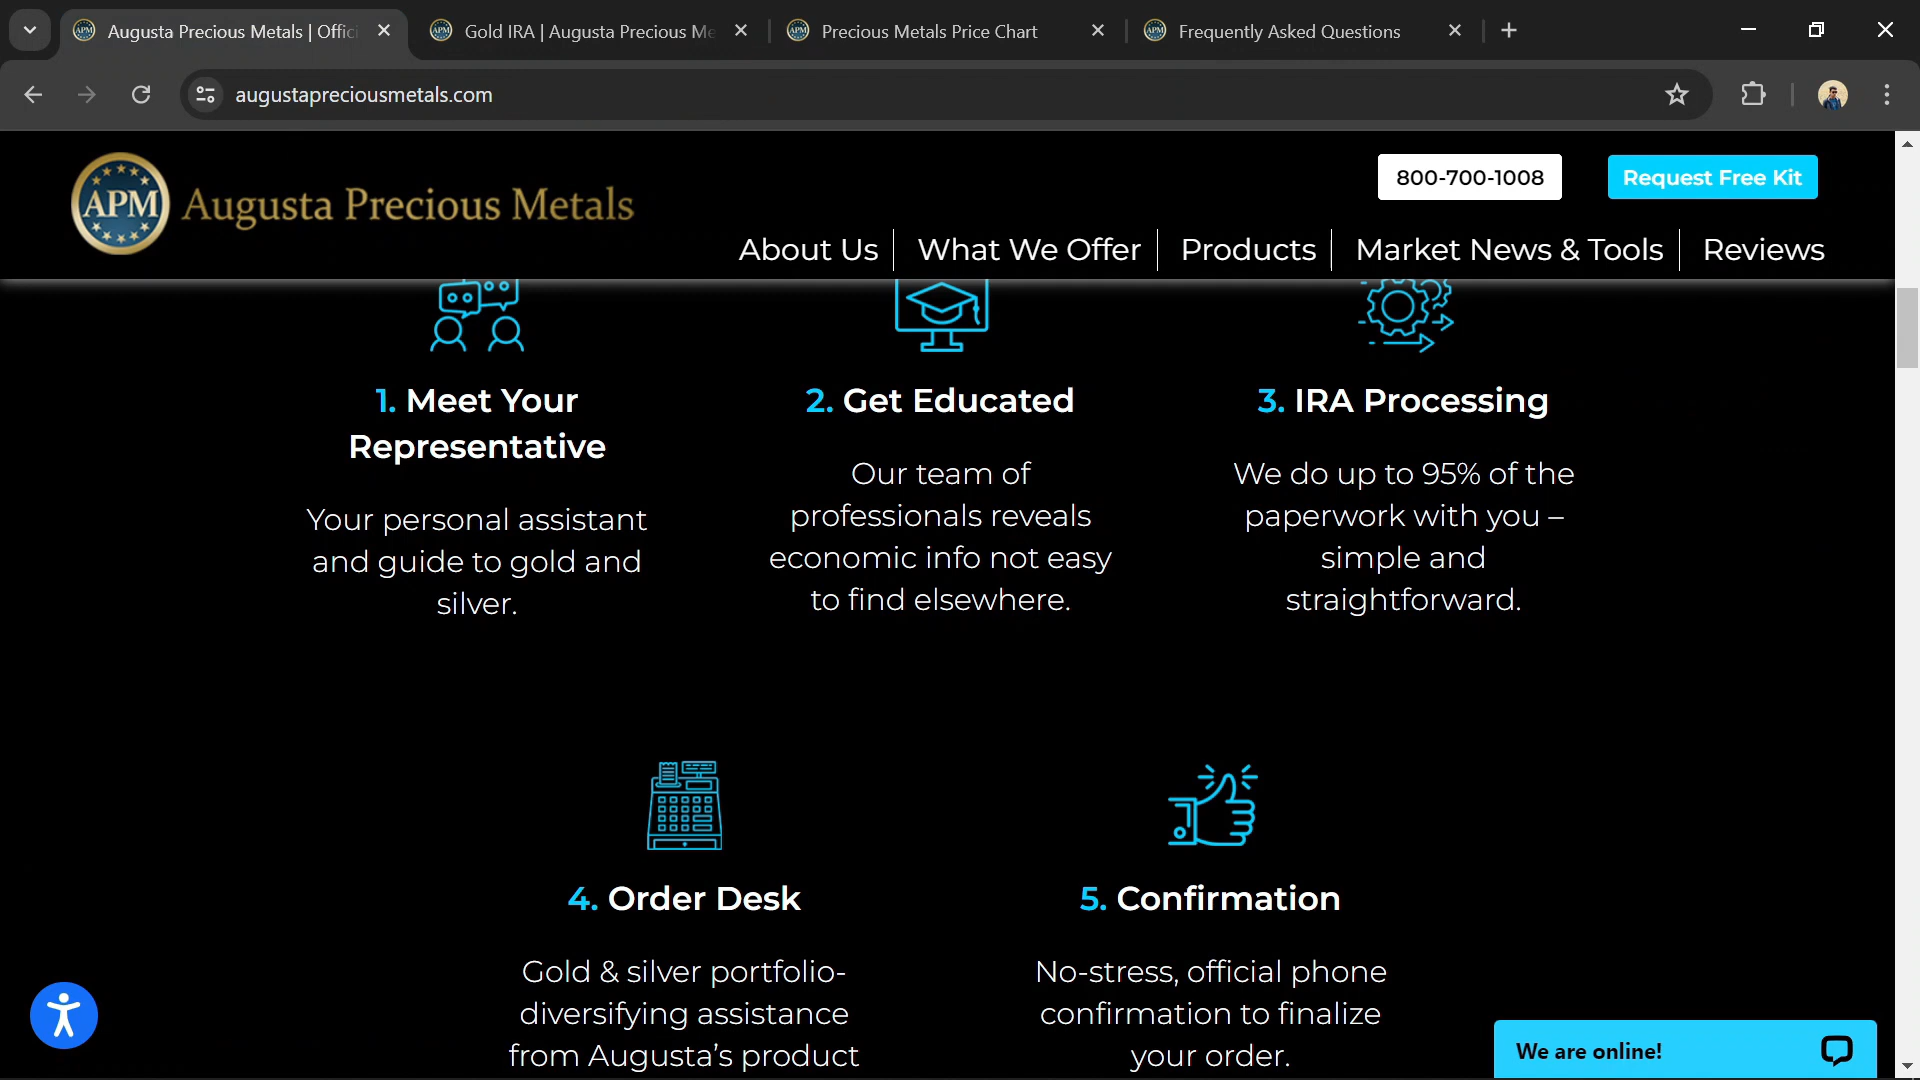 Augusta Precious Metals | Offici
Gold IRA | Augusta Precious Me
Precious Metals Price Chart
Frequently Asked Questions
augustapreciousmetals.com
APM
Augusta Precious Metals
800-700-1008
Request Free Kit
About Us
What We Offer
Products
Market News & Tools
Reviews
1. Meet Your
Representative
Your personal assistant
and guide to gold and
silver.
2. Get Educated
Our team of
professionals reveals
economic info not easy
to find elsewhere.
3. IRA Processing
We do up to 95% of the
paperwork with you –
simple and
straightforward.
4. Order Desk
Gold & silver portfolio-
diversifying assistance
from Augusta’s product
5. Confirmation
No-stress, official phone
confirmation to finalize
your order.
We are online!